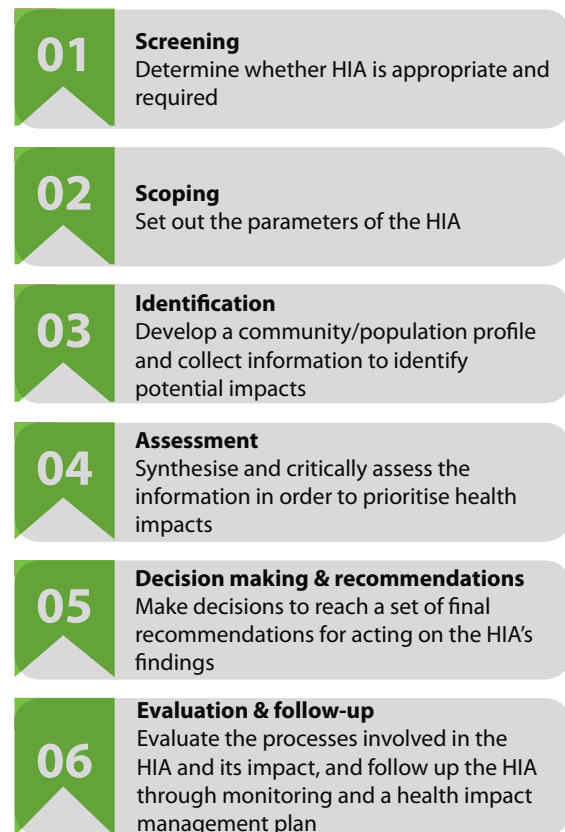 01
Screening
Determine whether HIA is appropriate and
required
02
Scoping
Set out the parameters of the HIA
03
Identification
Develop a community/population profile
and collect information to identify
potential impacts
04
Assessment
Synthesise and critically assess the
information in order to prioritise health
impacts
05
Decision making & recommendations
Make decisions to reach a set of final
recommendations for acting on the HIA’s
findings
06
Evaluation & follow-up
Evaluate the processes involved in the
HIA and its impact, and follow up the HIA
through monitoring and a health impact
management plan